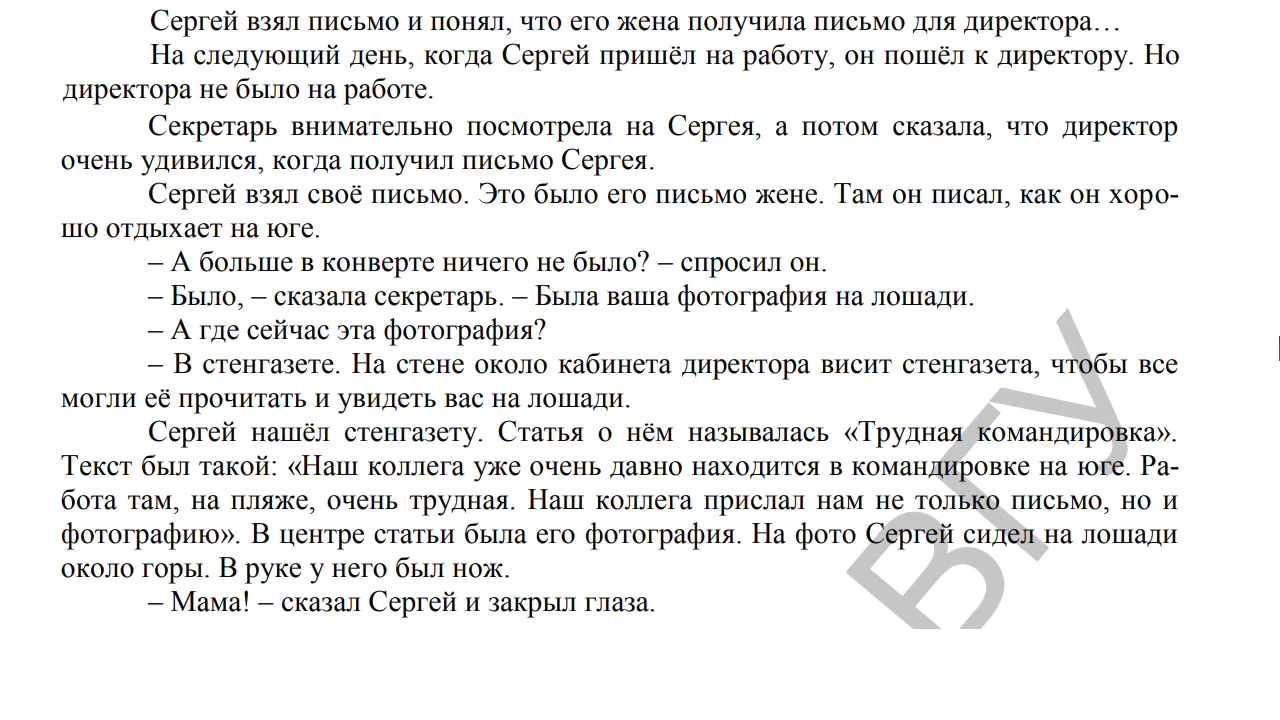 Сергей взял письмо и понял, что его жена получила письмо для директора…
На следующий день, когда Сергей пришёл на работу, он пошёл к директору. Но
директора не было на работе.
Секретарь внимательно посмотрела на Сергея, а потом сказала, что директор
очень удивился, когда получил письмо Сергея.
Сергей взял своё письмо. Это было его письмо жене. Там он писал, как он хоро-
шо отдыхает на юге.
– А больше в конверте ничего не было? – спросил он.
– Было, – сказала секретарь. – Была ваша фотография на лошади.
– А где сейчас эта фотография?
– В стенгазете. На стене около кабинета директора висит стенгазета, чтобы все
могли её прочитать и увидеть вас на лошади.
Сергей нашёл стенгазету. Статья о нём называлась «Трудная командировка».
Текст был такой: «Наш коллега уже очень давно находится в командировке на юге. Ра-
бота там, на пляже, очень трудная. Наш коллега прислал нам не только письмо, но и
фотографию». В центре статьи была его фотография. На фото Сергей сидел на лошади
около горы. В руке у него был нож.
– Мама! – сказал Сергей и закрыл глаза.
ВГУ